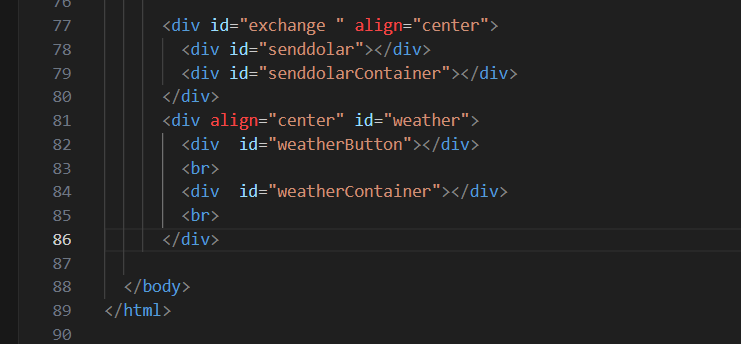 76
77 <div id="exchange " align="center">
78 <div id="senddolar"></div>
79 <div id="senddolarContainer"></div>
80 </div>
81 <div align="center" id="weather">
82 <div  id="weatherButton"></div>
83 <br>
84 <div  id="weatherContainer"></div>
85 <br>
86 </div>
87
88 </body>
89 </html>
90